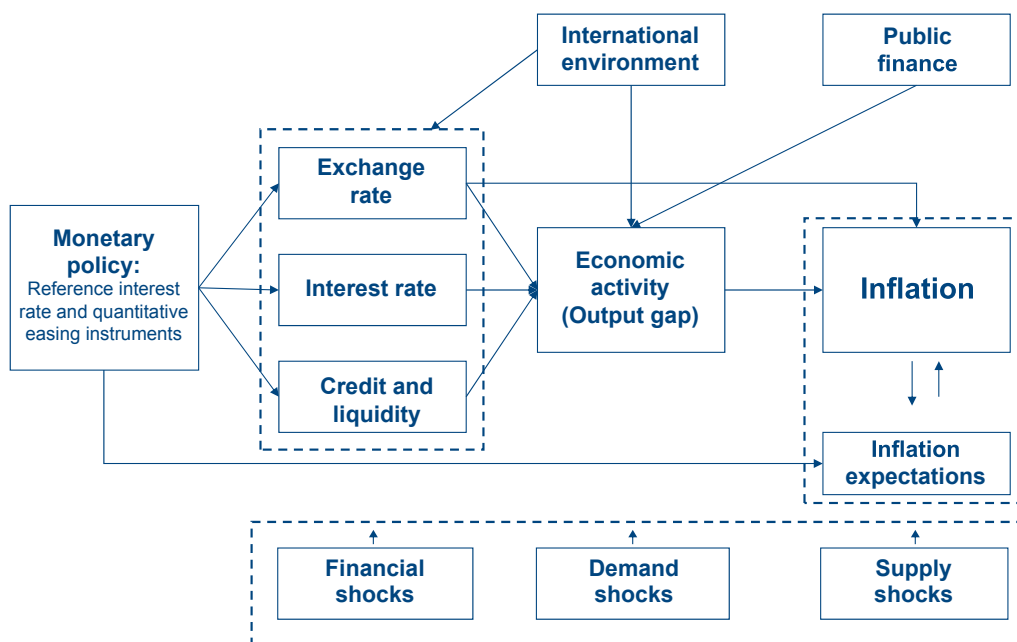 International
environment
Public
finance
Exchange
rate
Monetary
policy:
Reference interest
rate and quantitative
easing instruments
Interest rate
Economic
activity
(Output gap)
Inflation
Credit and
liquidity
Inflation
expectations
Financial
shocks
Demand
shocks
Supply
shocks